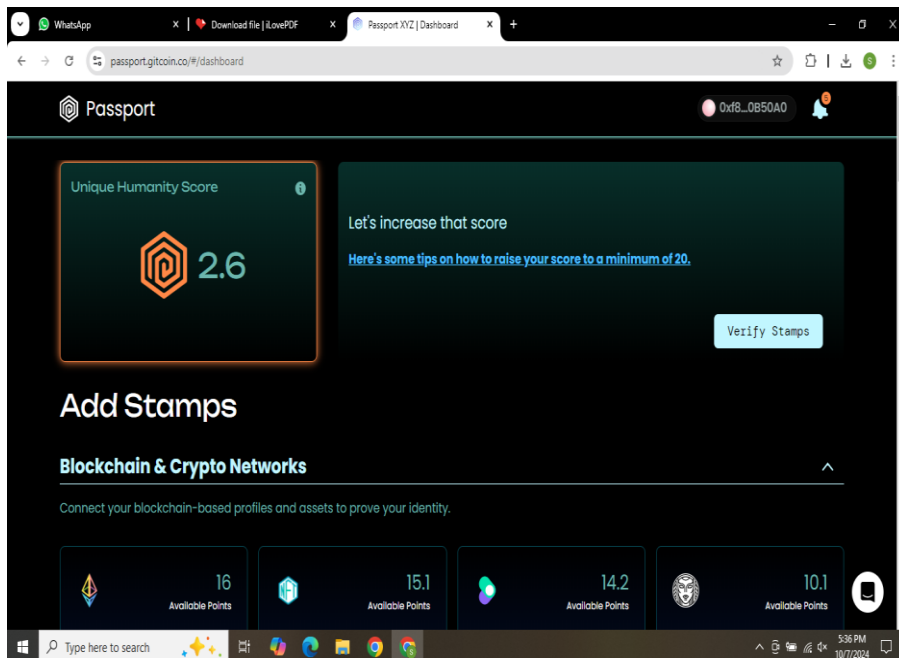 WhatsApp
Download file | iLovePDF
Passport XYZ | Dashboard
passport.gitcoin.co/#/dashboard
S
Passport
0xf8...0B50A0
Unique Humanity Score
2.6
Let's increase that score
Here's some tips on how to raise your score to a minimum of 20.
Verify Stamps
Add Stamps
Blockchain & Crypto Networks
Connect your blockchain-based profiles and assets to prove your identity.
16
Available Points
NFT
15.1
Available Points
14.2
Available Points
10.1
Available Points
Type here to search
5:36 PM
10/7/2024